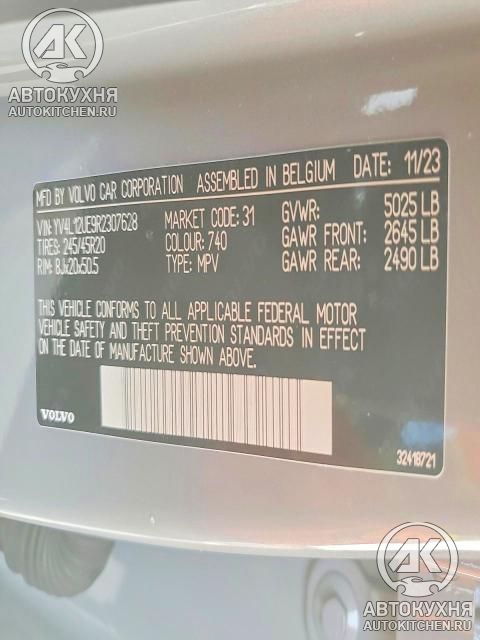 АК
АВТОКУХНЯ
AUTOKITCHEN.RU
MFD BY VOLVO CAR CORPORATION ASSEMBLED IN BELGIUM DATE: 11/23
VIN: YV4L12UE9R2307628 MARKET CODE: 31 GVWR: 5025 LB
TIRES: 245/45R20 COLOUR: 740 GAWR FRONT: 2645 LB
RIM: 8Jx20x50.5 TYPE: MPV GAWR REAR: 2490 LB
THIS VEHICLE CONFORMS TO ALL APPLICABLE FEDERAL MOTOR
VEHICLE SAFETY AND THEFT PREVENTION STANDARDS IN EFFECT
ON THE DATE OF MANUFACTURE SHOWN ABOVE.
VOLVO 32418721
АК
АВТОКУХНЯ
AUTOKITCHEN.RU